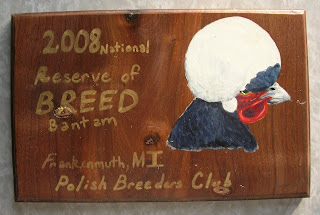 2008 National
Reserve of
BREED
Bantam
Frankenmuth, MI
Polish Breeders Club